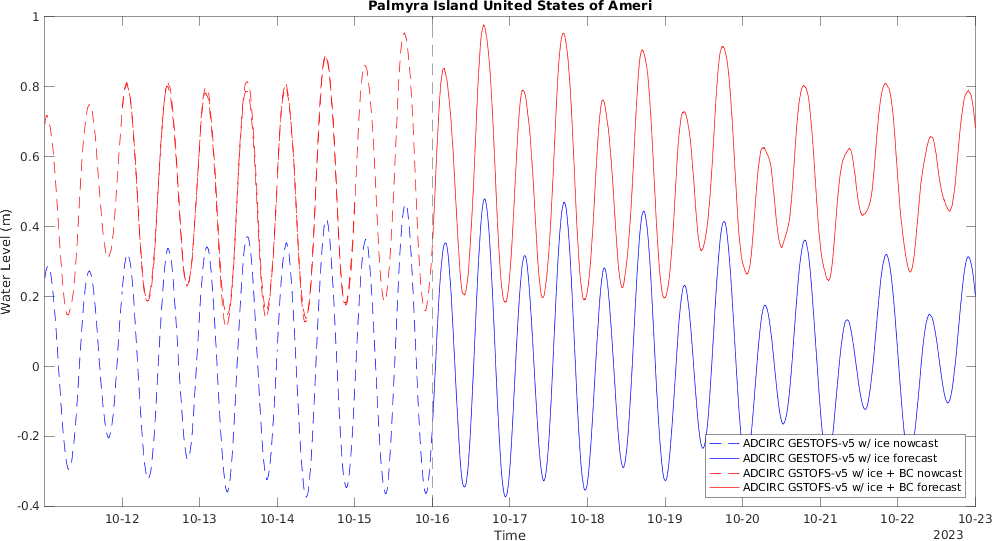 Palmyra Island United States of Ameri
Water Level (m)
1
0.8
0.6
0.4
0.2
0
-0.2
-0.4
ADCIRC GESTOFS-v5 w/ ice nowcast
ADCIRC GESTOFS-v5 w/ ice forecast
ADCIRC GSTOFS-v5 w/ ice + BC nowcast
ADCIRC GSTOFS-v5 w/ ice + BC forecast
10-12 10-13 10-14 10-15 10-16 10-17 10-18 10-19 10-20 10-21 10-22 10-23
2023
Time